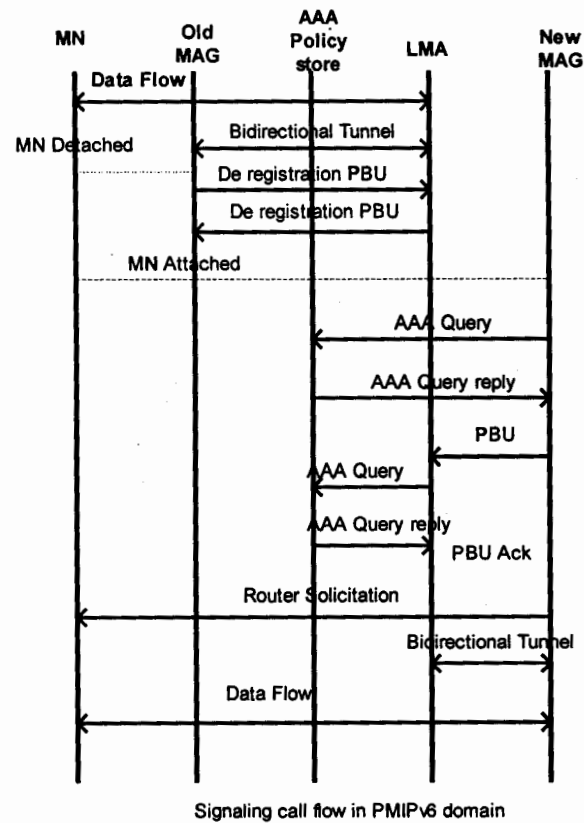 MN
Old
MAG
AAA
Policy
store
LMA
New
MAG
Data Flow
Bidirectional Tunnel
MN Detached
De registration PBU
De registration PBU
MN Attached
AAA Query
AAA Query reply
PBU
AAA Query
AAA Query reply
PBU Ack
Router Solicitation
Bidirectional Tunnel
Data Flow
Signaling call flow in PMIPv6 domain